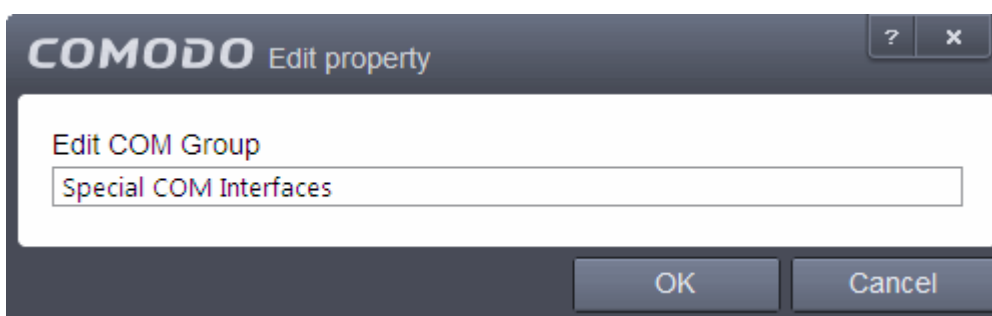 COMODO Edit property
? x
Edit COM Group
Special COM Interfaces
OK Cancel